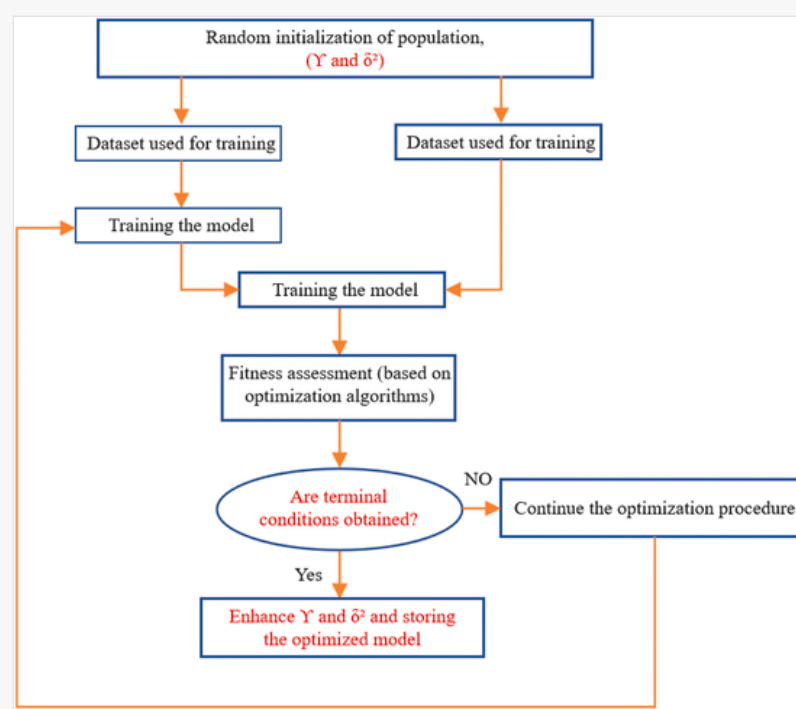 Random initialization of population,
(ϒ and δ²)
Dataset used for training
Dataset used for training
Training the model
Training the model
Fitness assessment (based on
optimization algorithms)
Are terminal
conditions obtained?
NO
Continue the optimization procedure
Yes
Enhance ϒ and δ² and storing
the optimized model